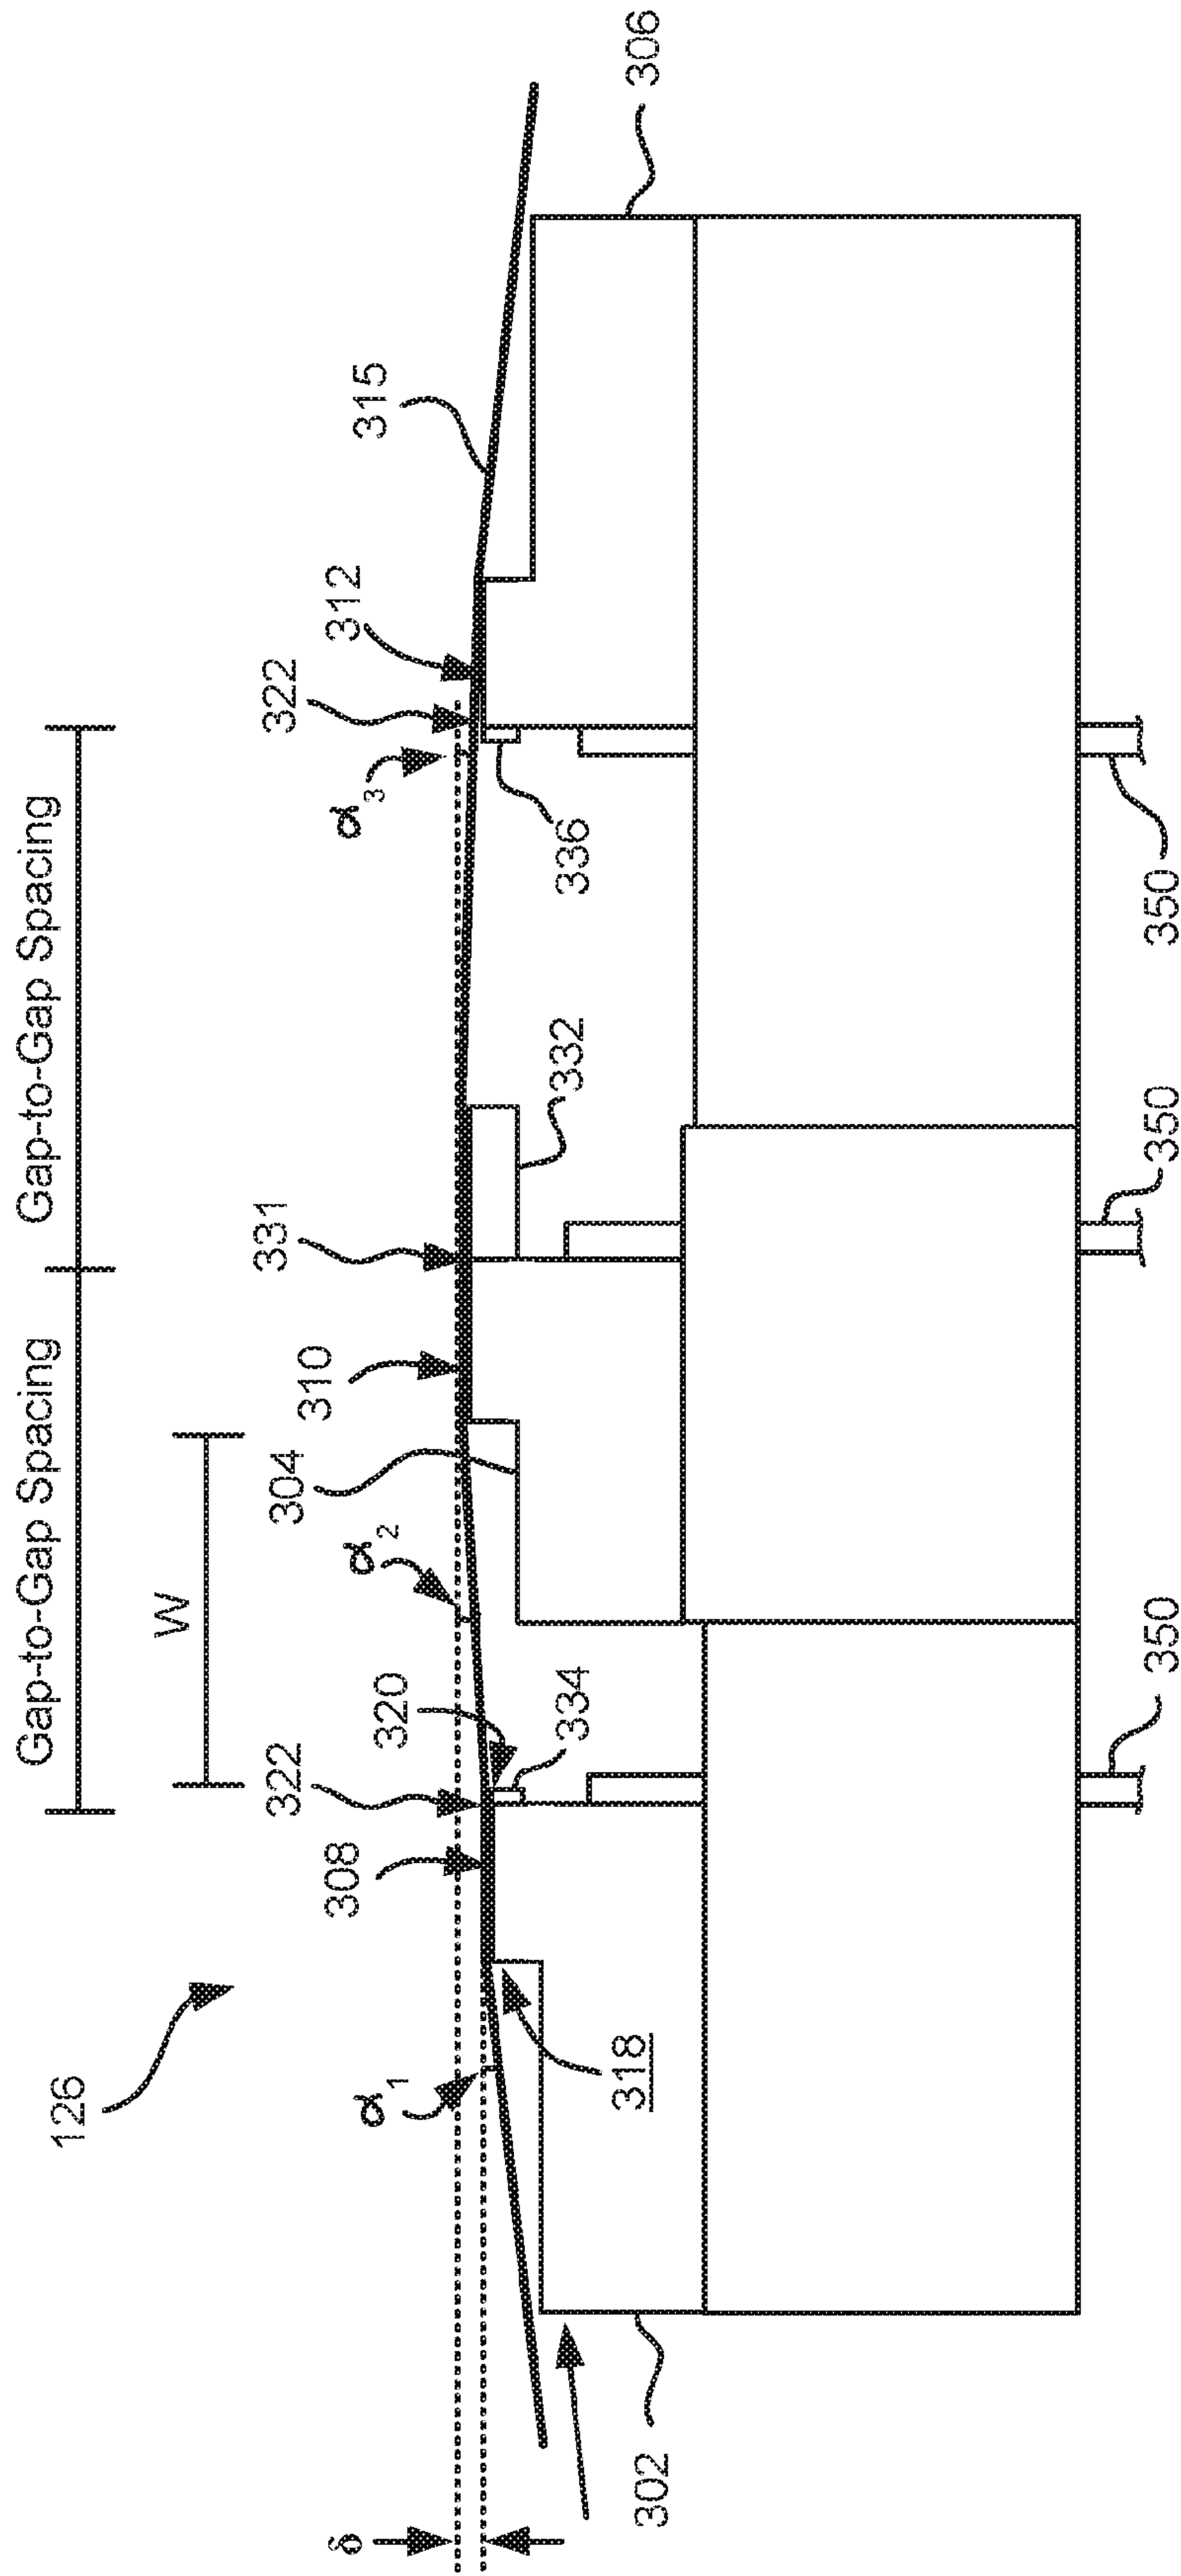 Gap-to-Gap Spacing
Gap-to-Gap Spacing
W
126
δ
α1
308
322
320
334
α2
304
310
331
332
α3
322
312
336
315
306
318
302
350
350
350